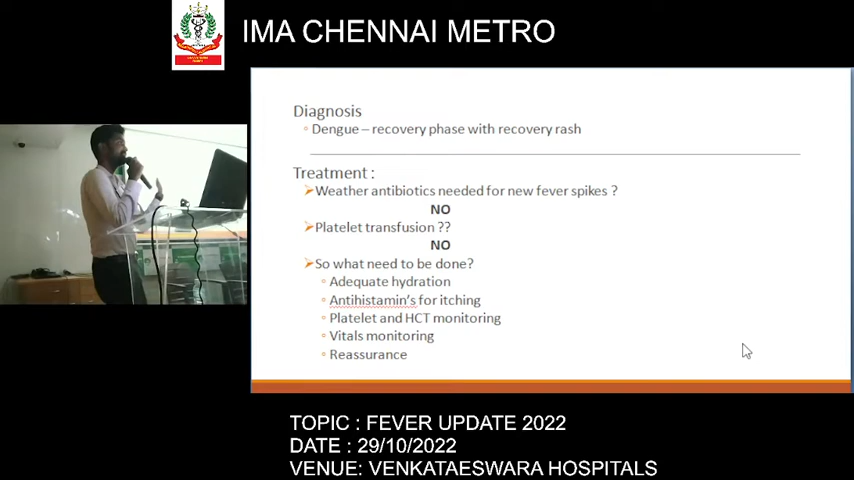 IMA CHENNAI METRO
Diagnosis
Dengue – recovery phase with recovery rash
Treatment :
Weather antibiotics needed for new fever spikes ?
NO
Platelet transfusion ??
NO
So what need to be done?
Adequate hydration
Antihistamin's for itching
Platelet and HCT monitoring
Vitals monitoring
Reassurance
TOPIC : FEVER UPDATE 2022
DATE : 29/10/2022
VENUE: VENKATAESWARA HOSPITALS